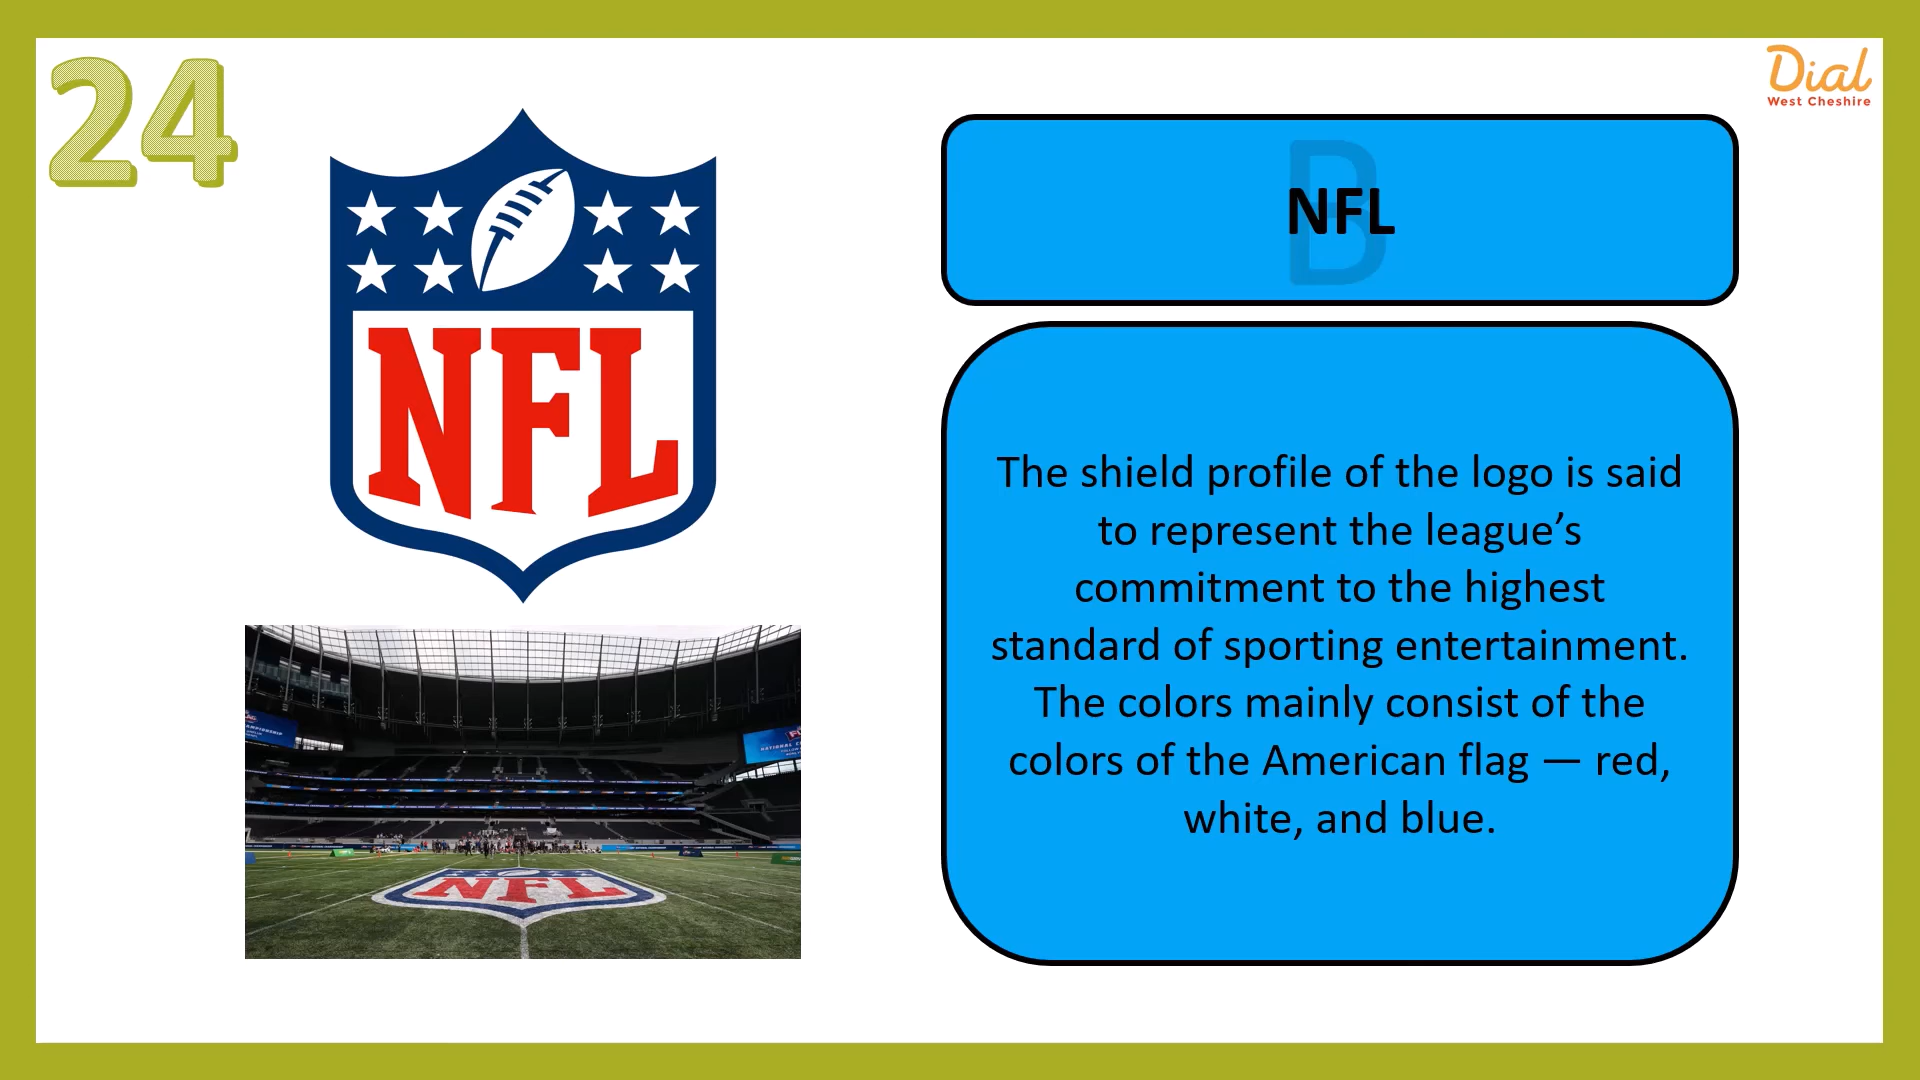 24
Dial
West Cheshire
NFL
B
NFL
The shield profile of the logo is said
to represent the league’s
commitment to the highest
standard of sporting entertainment.
The colors mainly consist of the
colors of the American flag — red,
white, and blue.
NFL